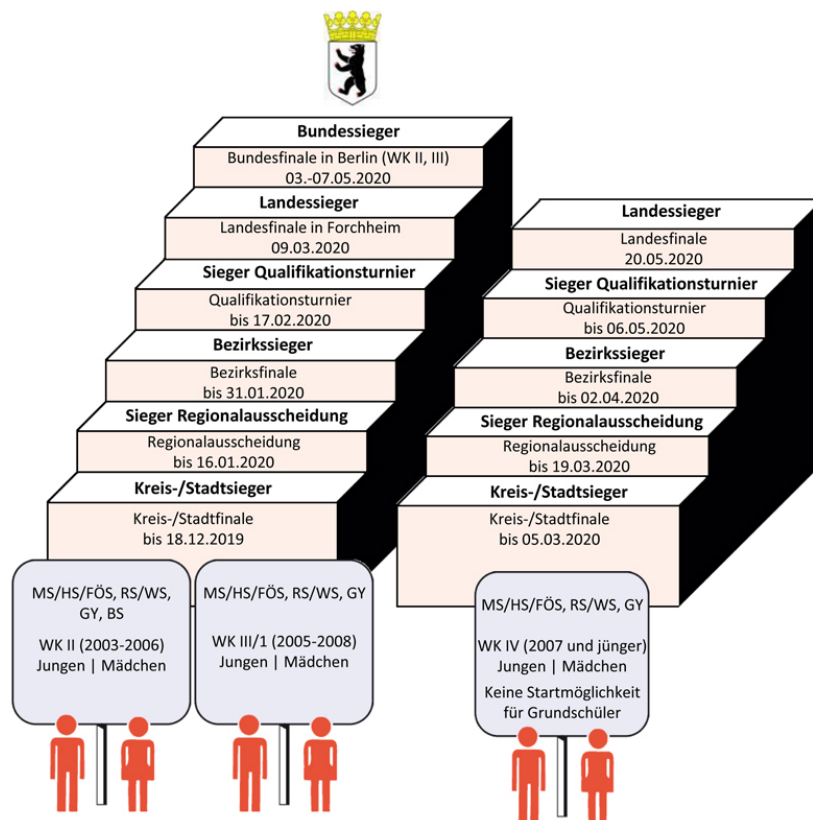 Bundessieger
Bundesfinale in Berlin (WK II, III)
03.-07.05.2020
Landessieger
Landesfinale in Forchheim
09.03.2020
Sieger Qualifikationsturnier
Qualifikationsturnier
bis 17.02.2020
Bezirkssieger
Bezirksfinale
bis 31.01.2020
Sieger Regionalausscheidung
Regionalausscheidung
bis 16.01.2020
Kreis-/Stadtsieger
Kreis-/Stadtfinale
bis 18.12.2019
MS/HS/FÖS, RS/WS,
GY, BS
WK II (2003-2006)
Jungen | Mädchen
MS/HS/FÖS, RS/WS, GY
WK III/1 (2005-2008)
Jungen | Mädchen
Landessieger
Landesfinale
20.05.2020
Sieger Qualifikationsturnier
Qualifikationsturnier
bis 06.05.2020
Bezirkssieger
Bezirksfinale
bis 02.04.2020
Sieger Regionalausscheidung
Regionalausscheidung
bis 19.03.2020
Kreis-/Stadtsieger
Kreis-/Stadtfinale
bis 05.03.2020
MS/HS/FÖS, RS/WS, GY
WK IV (2007 und jünger)
Jungen | Mädchen
Keine Startmöglichkeit
für Grundschüler